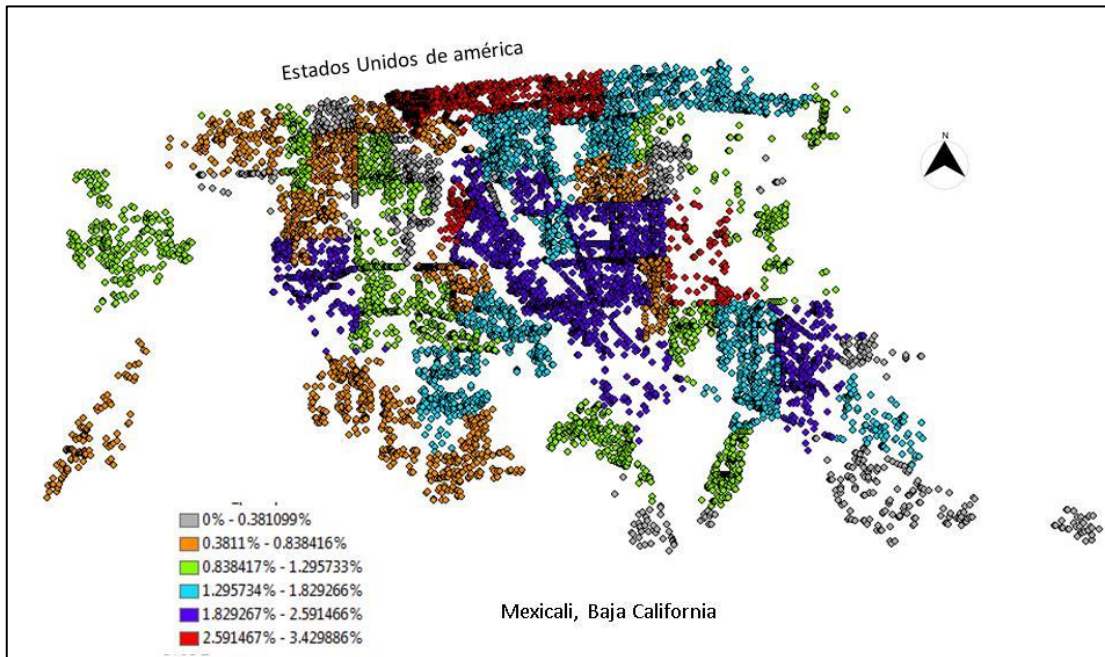 Estados Unidos de américa
N
0% - 0.381099%
0.3811% - 0.838416%
0.838417% - 1.295733%
1.295734% - 1.829266%
1.829267% - 2.591466%
2.591467% - 3.429886%
Mexicali, Baja California